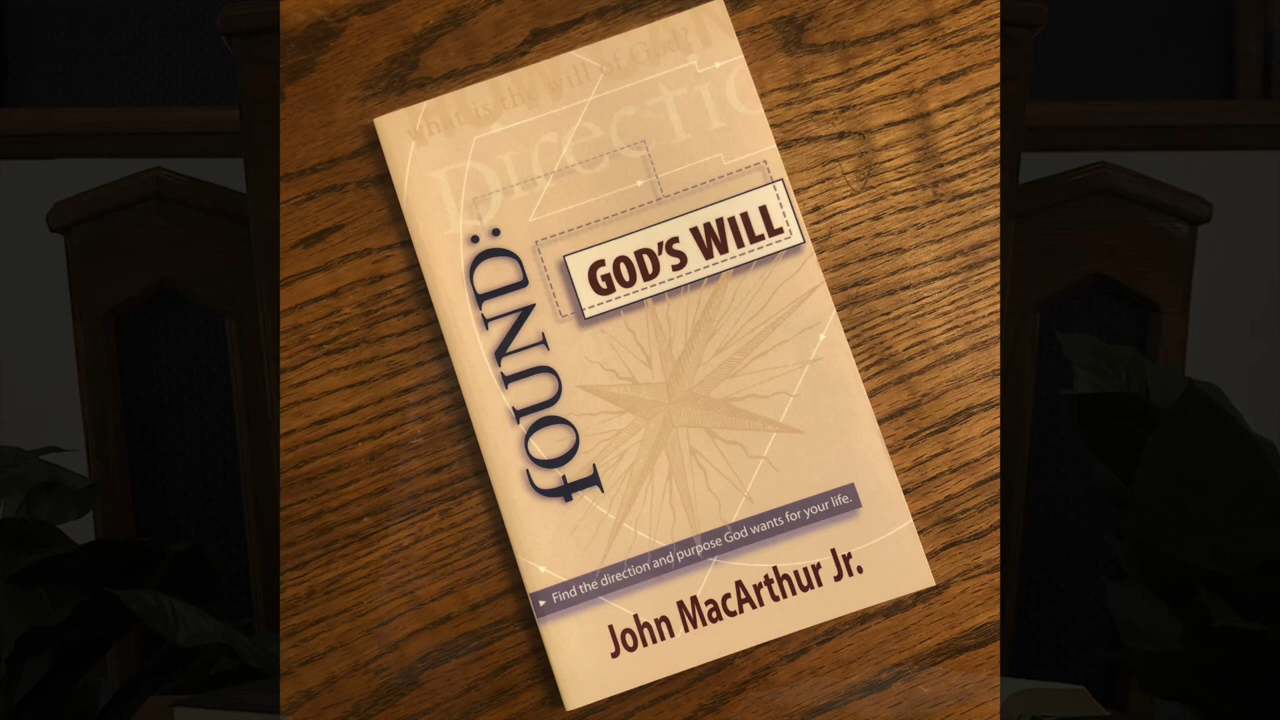 what is the will of God?
Directio
FOUND:
GOD'S WILL
Find the direction and purpose God wants for your life.
John MacArthur Jr.